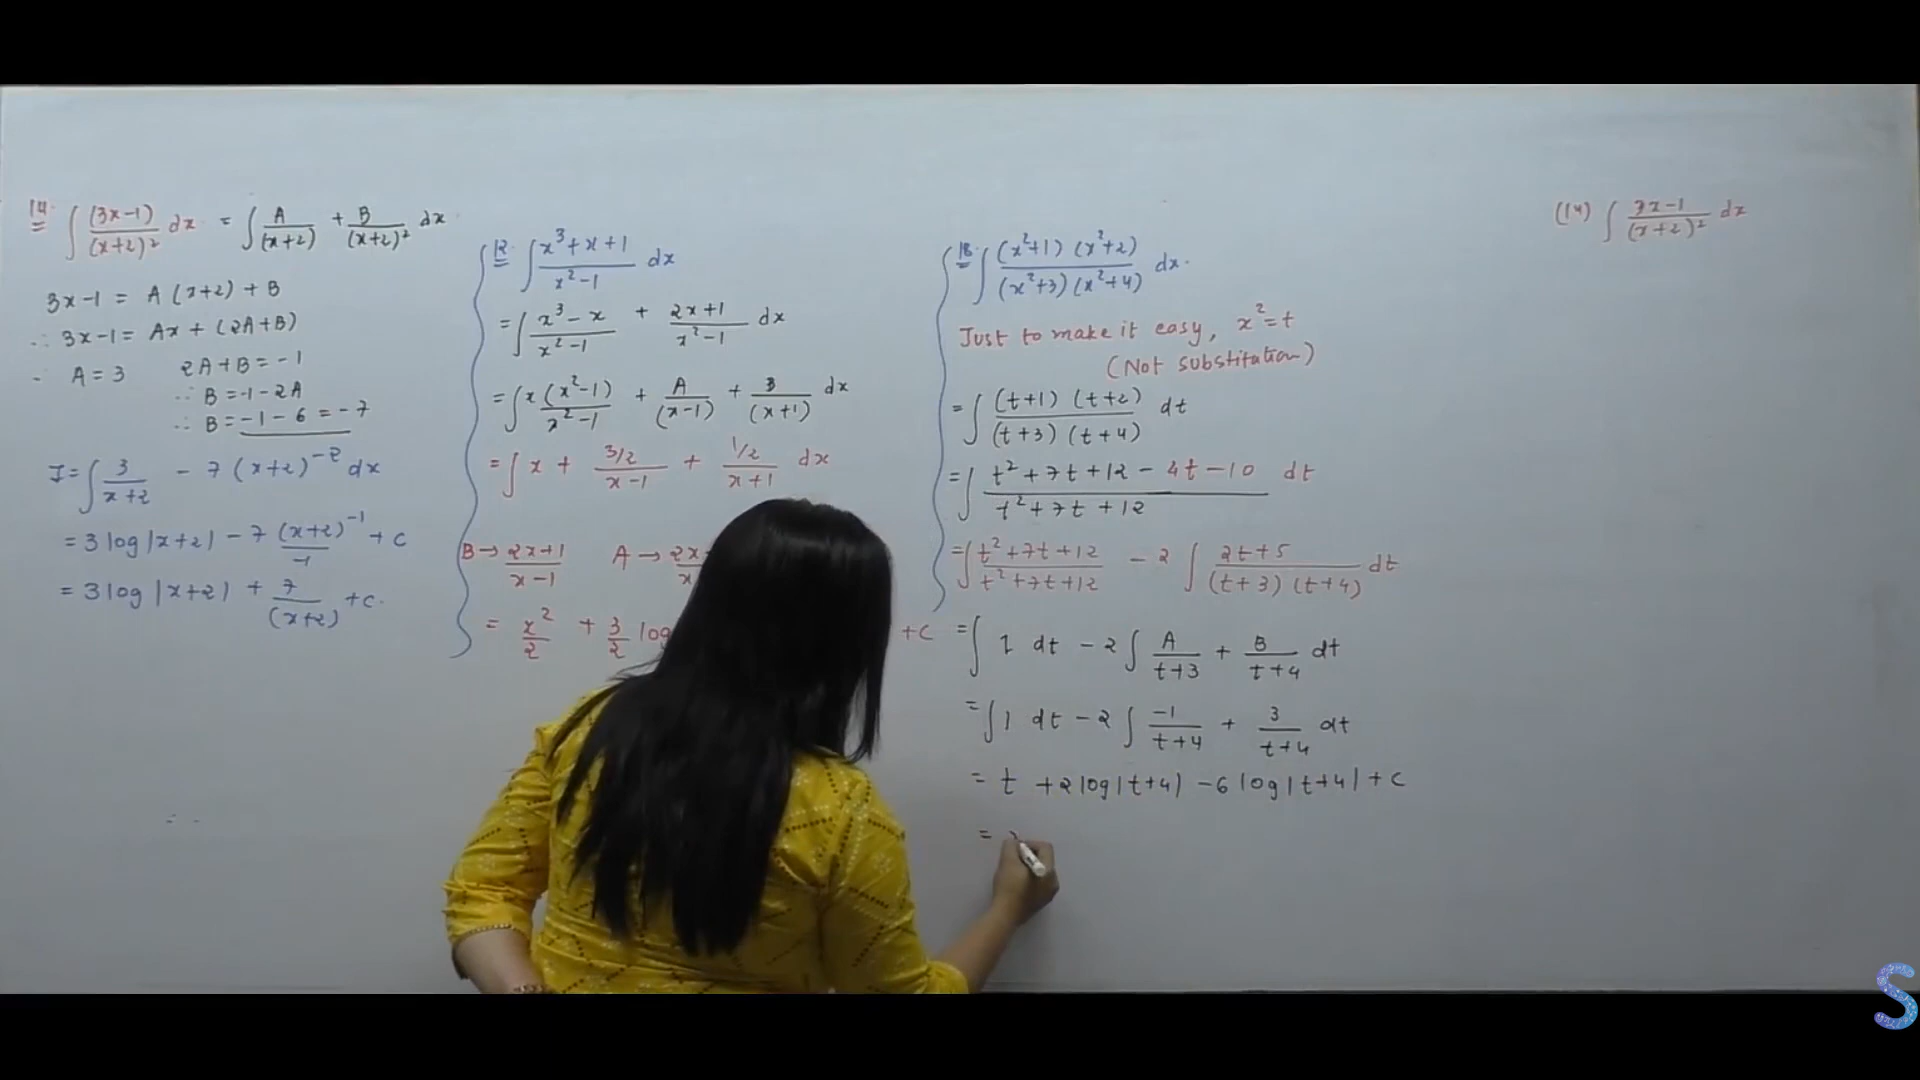 14. ∫ (3x-1)/(x+2)² dx = ∫ A/(x+2) + B/(x+2)² dx
3x-1 = A(x+2) + B
∴ 3x-1 = Ax + (2A+B)
∴ A = 3 2A+B = -1
∴ B = -1-2A
∴ B = -1-6 = -7
I = ∫ 3/(x+2) - 7(x+2)⁻² dx
= 3 log|x+2| - 7 (x+2)⁻¹/-1 + C
= 3 log|x+2| + 7/(x+2) + C.
∫ (x³+x+1)/(x²-1) dx
= ∫ (x³-x)/(x²-1) + (2x+1)/(x²-1) dx
= ∫ x(x²-1)/(x²-1) + A/(x-1) + B/(x+1) dx
= ∫ x + (3/2)/(x-1) + (1/2)/(x+1) dx
B → (2x+1)/(x-1) A →
= x²/2 + 3/2 log +C
18. ∫ (x²+1)(x²+2)/(x²+3)(x²+4) dx.
Just to make it easy, x²=t
(Not substitution)
= ∫ (t+1)(t+2)/(t+3)(t+4) dt
= ∫ (t²+7t+12-4t-10)/(t²+7t+12) dt
= ∫ (t²+7t+12)/(t²+7t+12) - 2 ∫ (2t+5)/(t+3)(t+4) dt
= ∫ 1 dt - 2 ∫ A/(t+3) + B/(t+4) dt
= ∫ 1 dt - 2 ∫ -1/(t+4) + 3/(t+4) dt
= t + 2 log|t+4| - 6 log|t+4| + C
=
(14) ∫ (3x-1)/(x+2)² dx
S